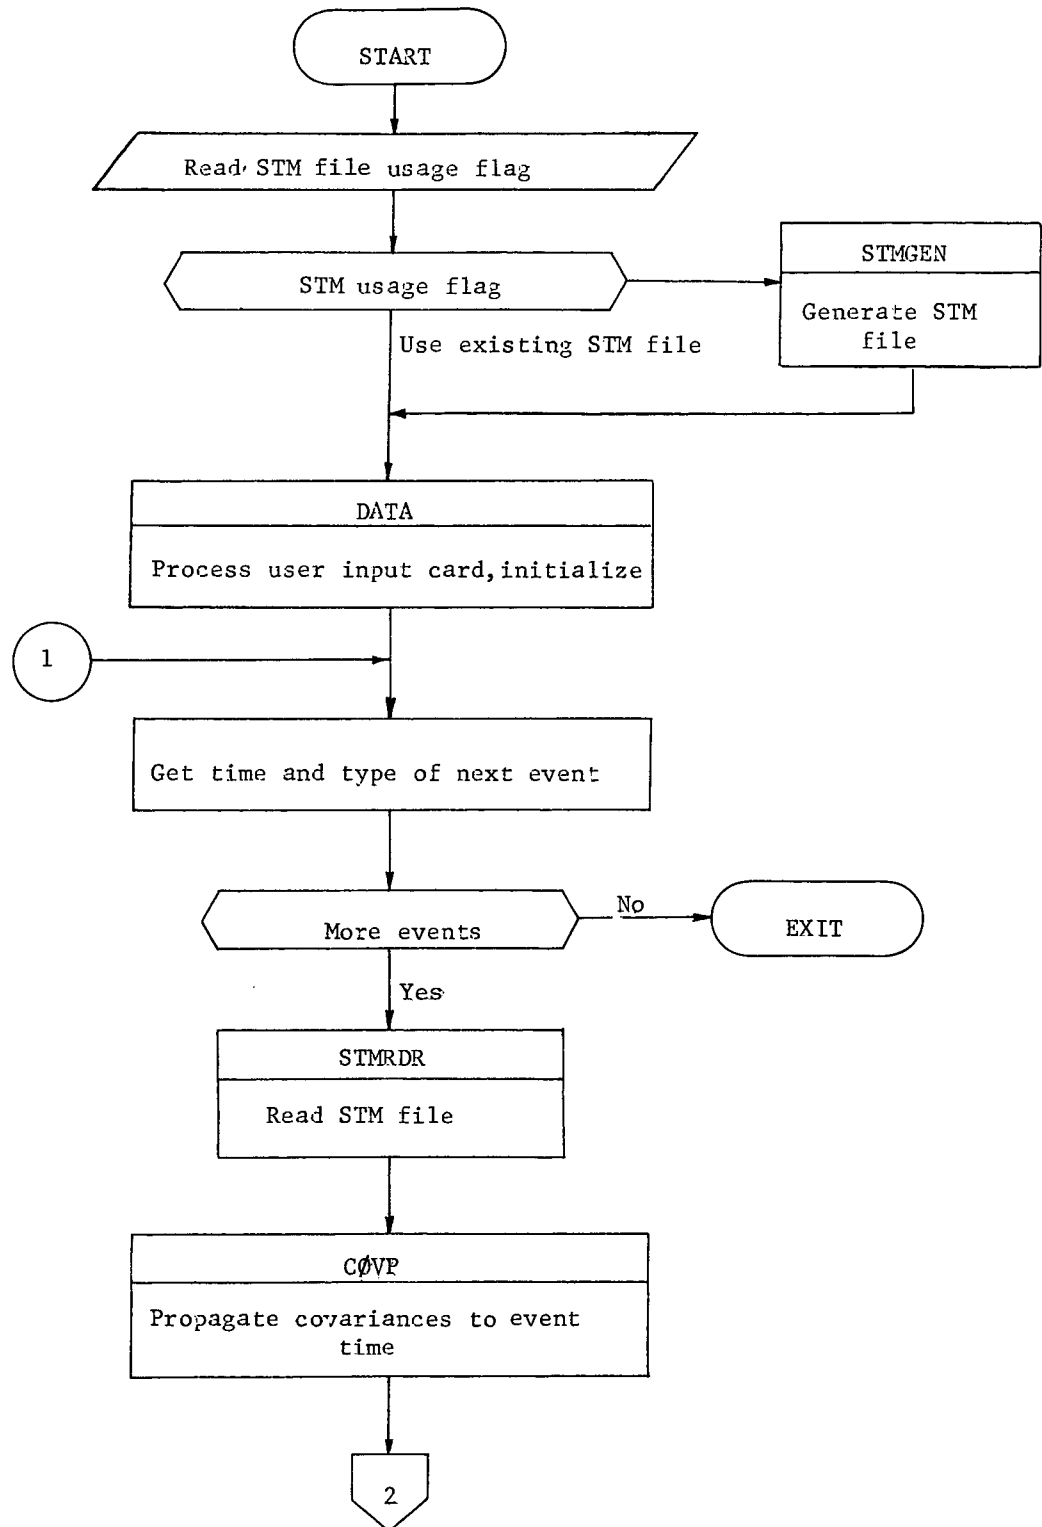 START
Read STM file usage flag
STM usage flag
STMGEN
Generate STM
file
Use existing STM file
DATA
Process user input card, initialize
1
Get time and type of next event
More events
No
EXIT
Yes
STMRDR
Read STM file
CØVP
Propagate covariances to event
time
2